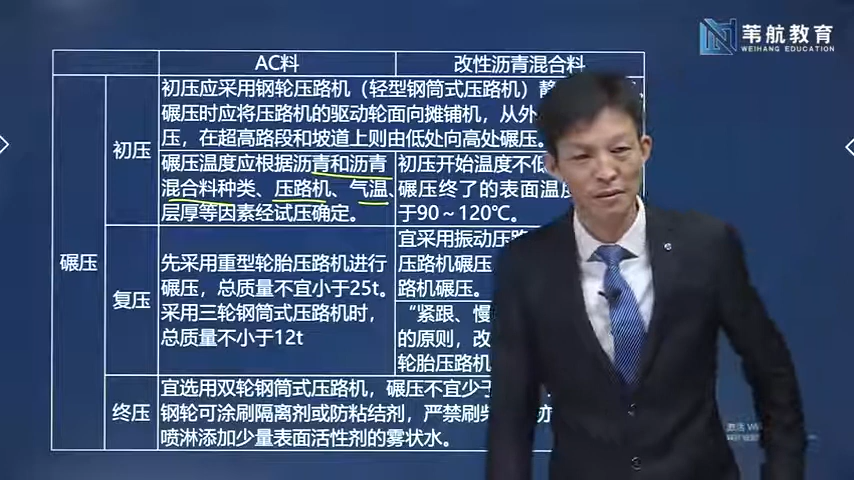 苇航教育
WEIHANG EDUCATION
AC料
改性沥青混合料
碾压
初压
初压应采用钢轮压路机（轻型钢筒式压路机）静
碾压时应将压路机的驱动轮面向摊铺机，从外
压，在超高路段和坡道上则由低处向高处碾压。
碾压温度应根据沥青和沥青
混合料种类、压路机、气温、
层厚等因素经试压确定。
初压开始温度不低
碾压终了的表面温度
于90～120℃。
复压
先采用重型轮胎压路机进行
碾压，总质量不宜小于25t。
采用三轮钢筒式压路机时，
总质量不小于12t
宜采用振动压路
压路机碾压
路机碾压。
“紧跟、慢
的原则，改
轮胎压路机
终压
宜选用双轮钢筒式压路机，碾压不宜少于
钢轮可涂刷隔离剂或防粘结剂，严禁刷柴
喷淋添加少量表面活性剂的雾状水。